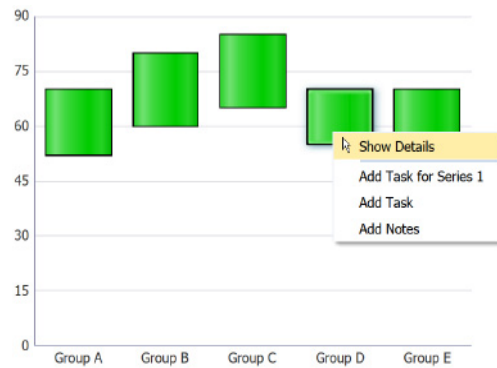 90
75
60
45
30
15
0
Group A Group B Group C Group D Group E
Show Details
Add Task for Series 1
Add Task
Add Notes